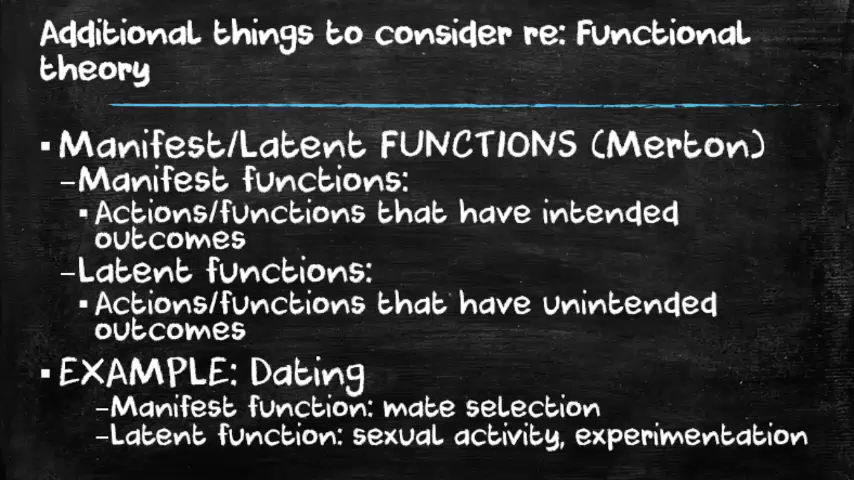 Additional things to consider re: Functional
theory
▪ Manifest/Latent FUNCTIONS (Merton)
–Manifest functions:
▪ Actions/functions that have intended
outcomes
–Latent functions:
▪ Actions/functions that have unintended
outcomes
▪ EXAMPLE: Dating
–Manifest function: mate selection
–Latent function: sexual activity, experimentation